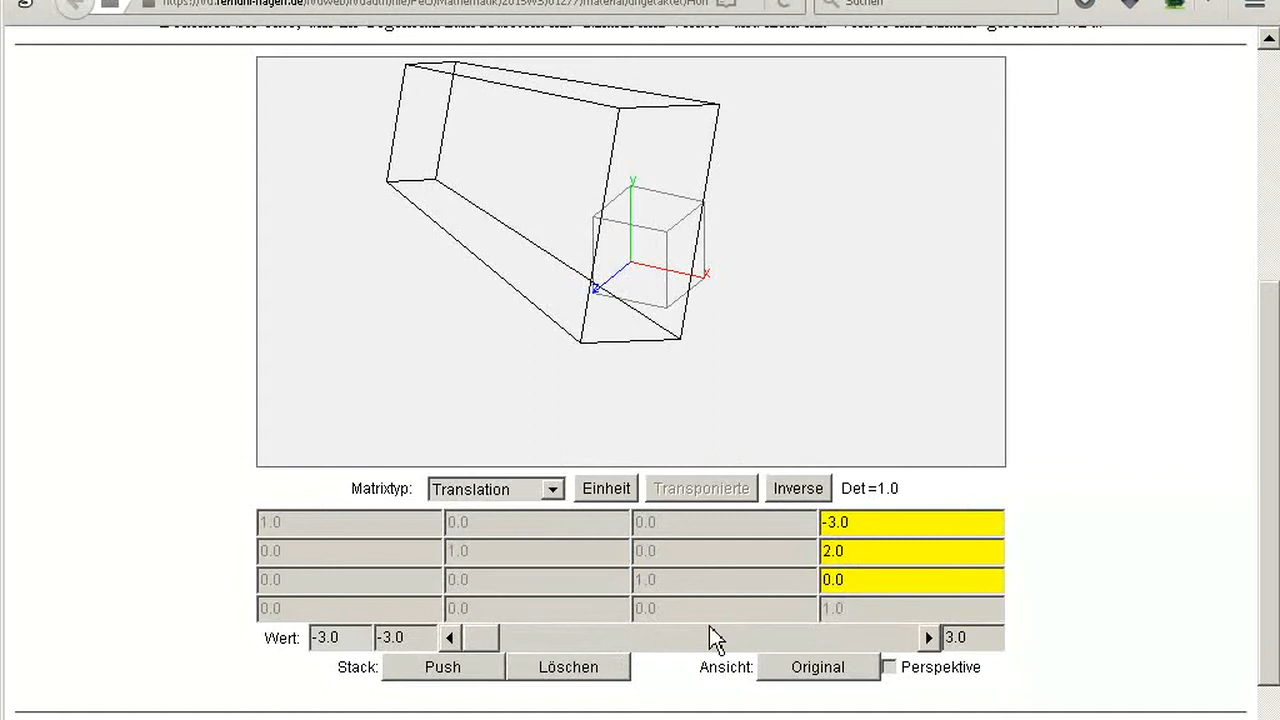 Suchen
y
x
z
Matrixtyp: Translation Einheit Transponierte Inverse Det=1.0
1.0 0.0 0.0 -3.0
0.0 1.0 0.0 2.0
0.0 0.0 1.0 0.0
0.0 0.0 0.0 1.0
Wert: -3.0 -3.0 3.0
Stack: Push Löschen Ansicht: Original Perspektive